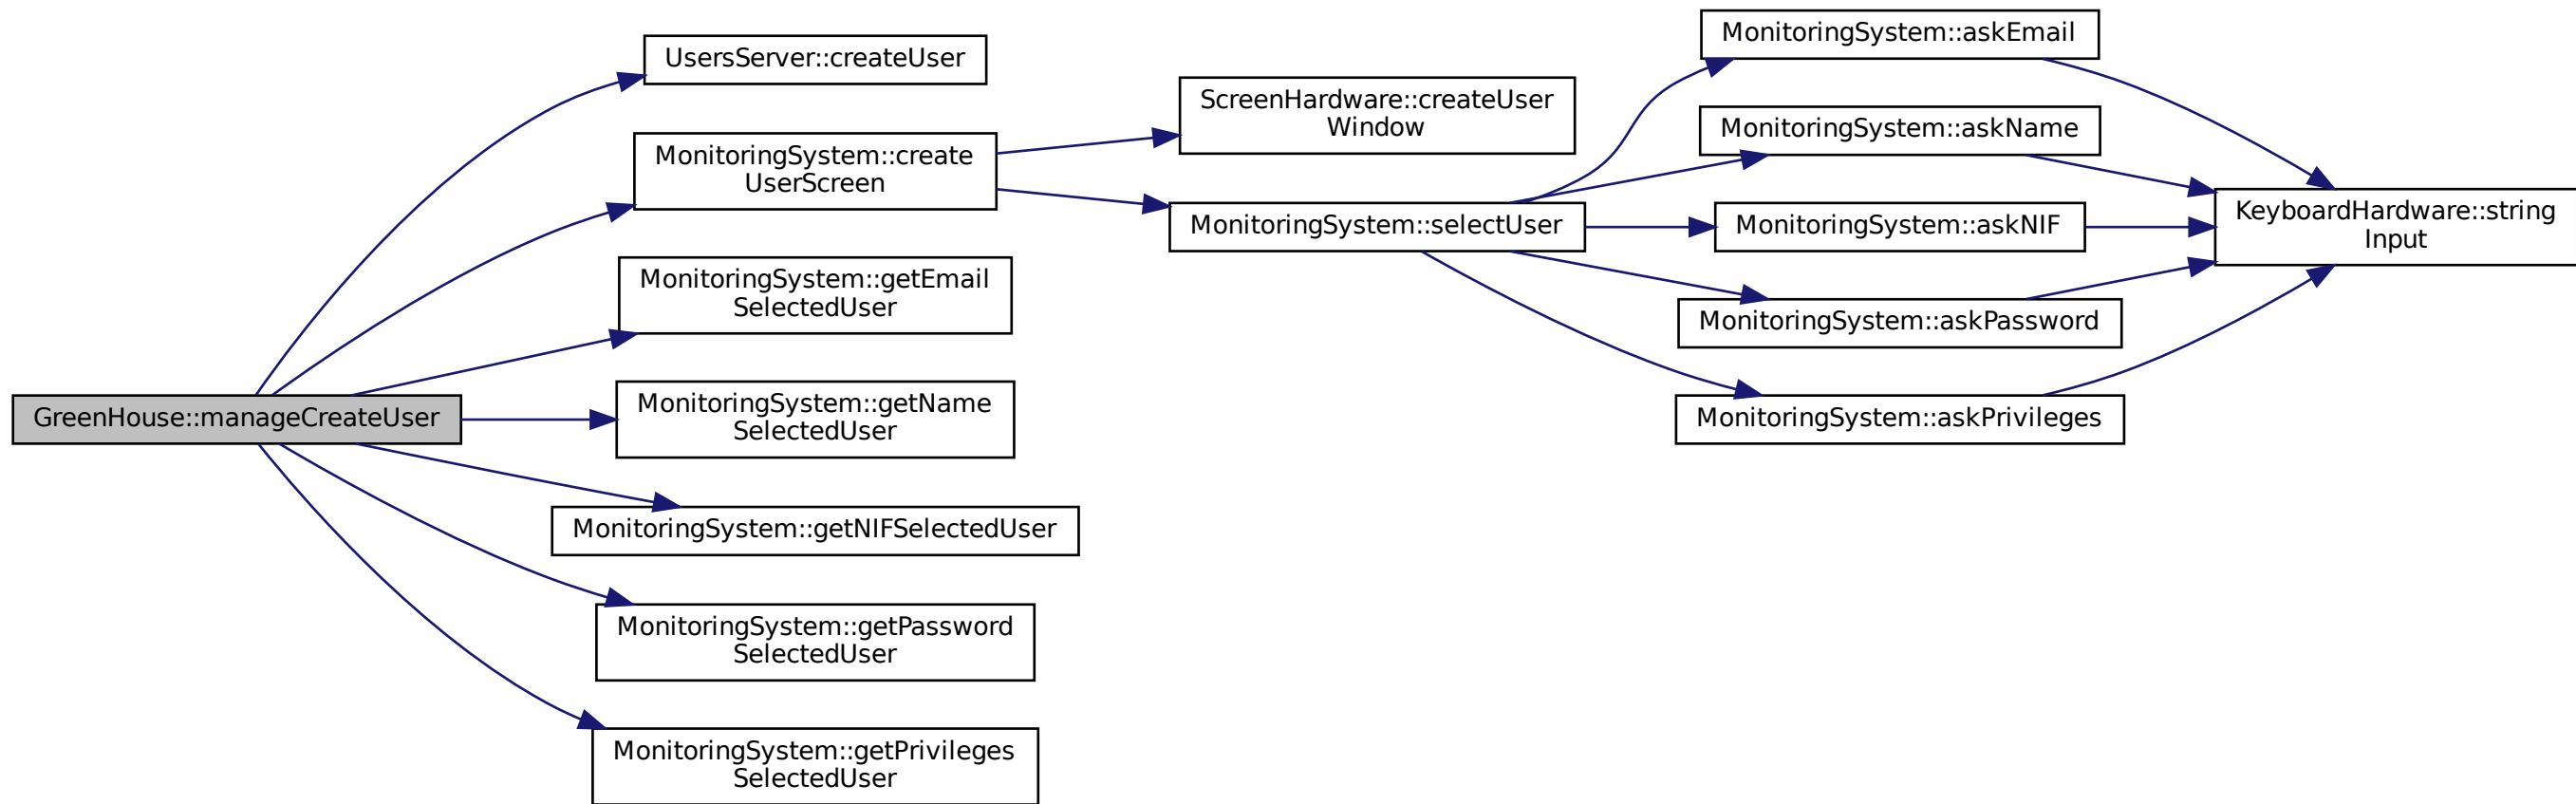 GreenHouse::manageCreateUser
UsersServer::createUser
MonitoringSystem::create
UserScreen
MonitoringSystem::getEmail
SelectedUser
MonitoringSystem::getName
SelectedUser
MonitoringSystem::getNIFSelectedUser
MonitoringSystem::getPassword
SelectedUser
MonitoringSystem::getPrivileges
SelectedUser
ScreenHardware::createUser
Window
MonitoringSystem::selectUser
MonitoringSystem::askEmail
MonitoringSystem::askName
MonitoringSystem::askNIF
MonitoringSystem::askPassword
MonitoringSystem::askPrivileges
KeyboardHardware::string
Input